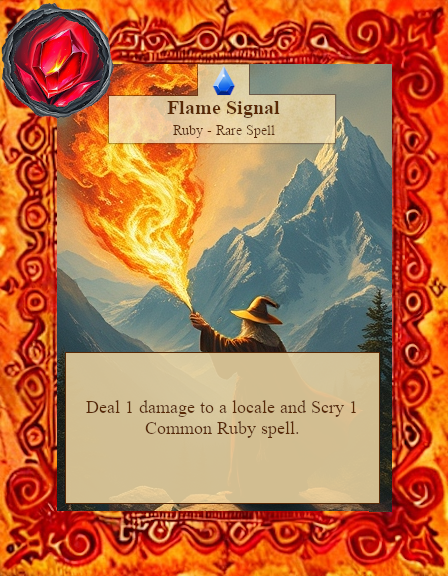 Flame Signal
Ruby - Rare Spell
Deal 1 damage to a locale and Scry 1
Common Ruby spell.